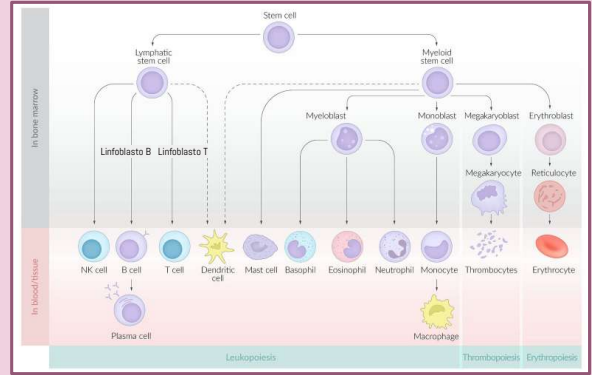 Stem cell
Lymphatic
stem cell
Myeloid
stem cell
In bone marrow
Myeloblast
Monoblast
Megakaryoblast
Erythroblast
Linfoblasto B
Linfoblasto T
Megakaryocyte
Reticulocyte
In blood/tissue
NK cell
B cell
T cell
Dendritic
cell
Mast cell
Basophil
Eosinophil
Neutrophil
Monocyte
Thrombocytes
Erythrocyte
Plasma cell
Macrophage
Leukopoiesis
Thrombopoiesis
Erythropoiesis